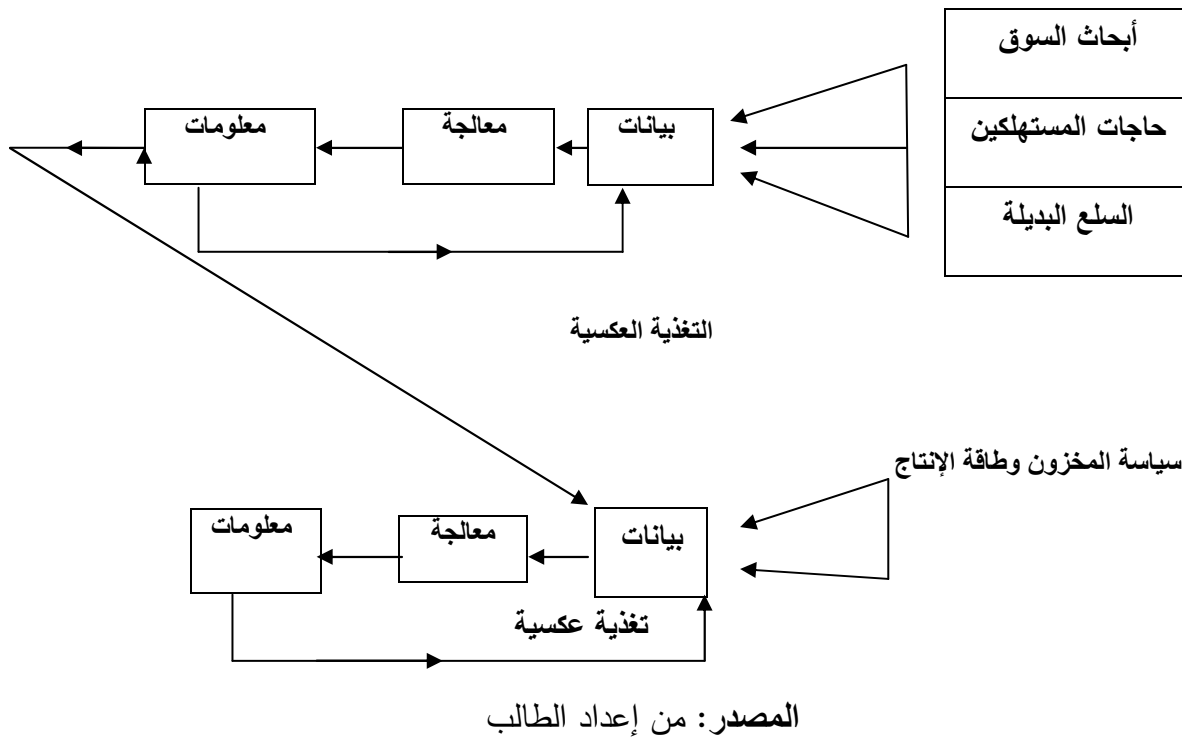 أبحاث السوق
حاجات المستهلكين
السلع البديلة
بيانات
معالجة
معلومات
التغذية العكسية
سياسة المخزون وطاقة الإنتاج
بيانات
معالجة
معلومات
تغذية عكسية
المصدر: من إعداد الطالب